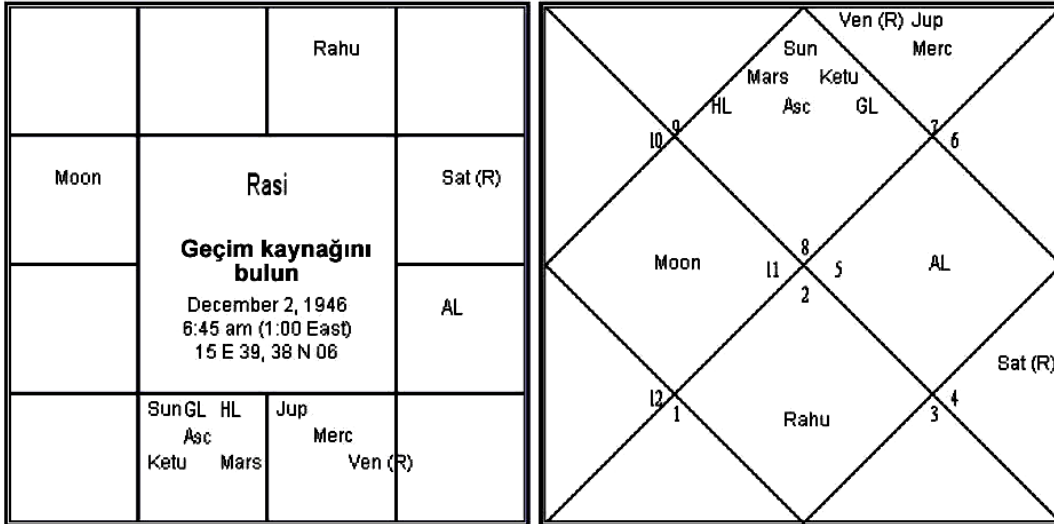 Rahu
Moon
Rasi
Sat (R)
Geçim kaynağını
bulun
December 2, 1946
6:45 am (1:00 East)
15 E 39, 38 N 06
AL
Sun GL HL
Asc
Ketu Mars
Jup
Merc
Ven (R)
Ven (R) Jup
Merc
Sun
Mars Ketu
HL Asc GL
9
10
7
6
Moon
8
11 5
2
AL
Sat (R)
12
1
Rahu
4
3